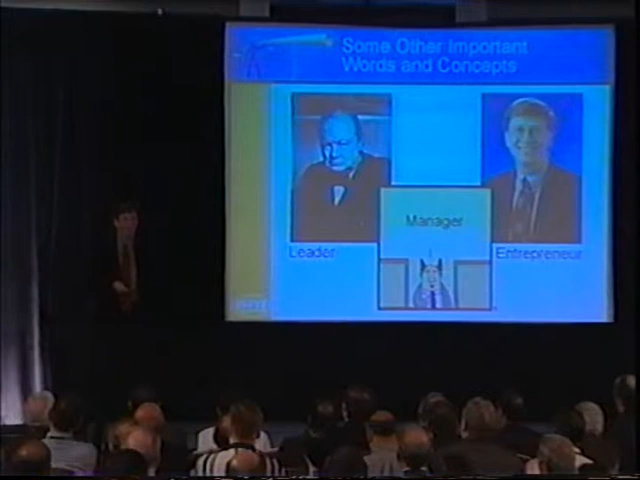 Some Other Important
Words and Concepts
Manager
Leader
Entrepreneur